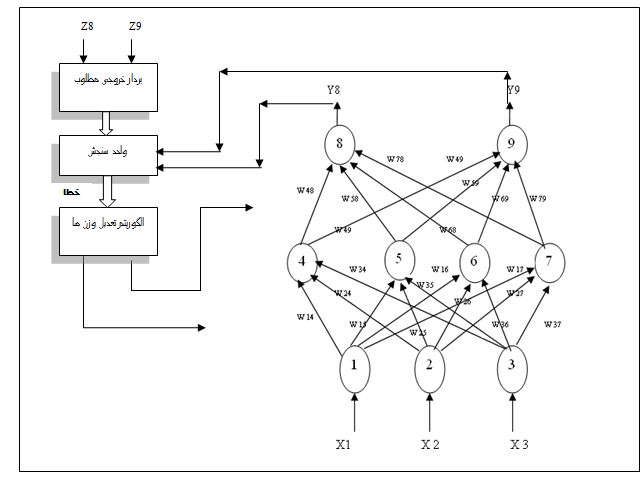 Z8 Z9
بردار خروجی مطلوب
واحد سنجش
خطا
الگوریتم تعدیل وزن ها
Y8 Y9
8 9
W78 W49
W59
W48 W58 W69 W79
W49 W68
4 5 6 7
W34 W16 W17
W35
W24 W26 W27
W14 W15 W25 W36 W37
1 2 3
X1 X 2 X 3